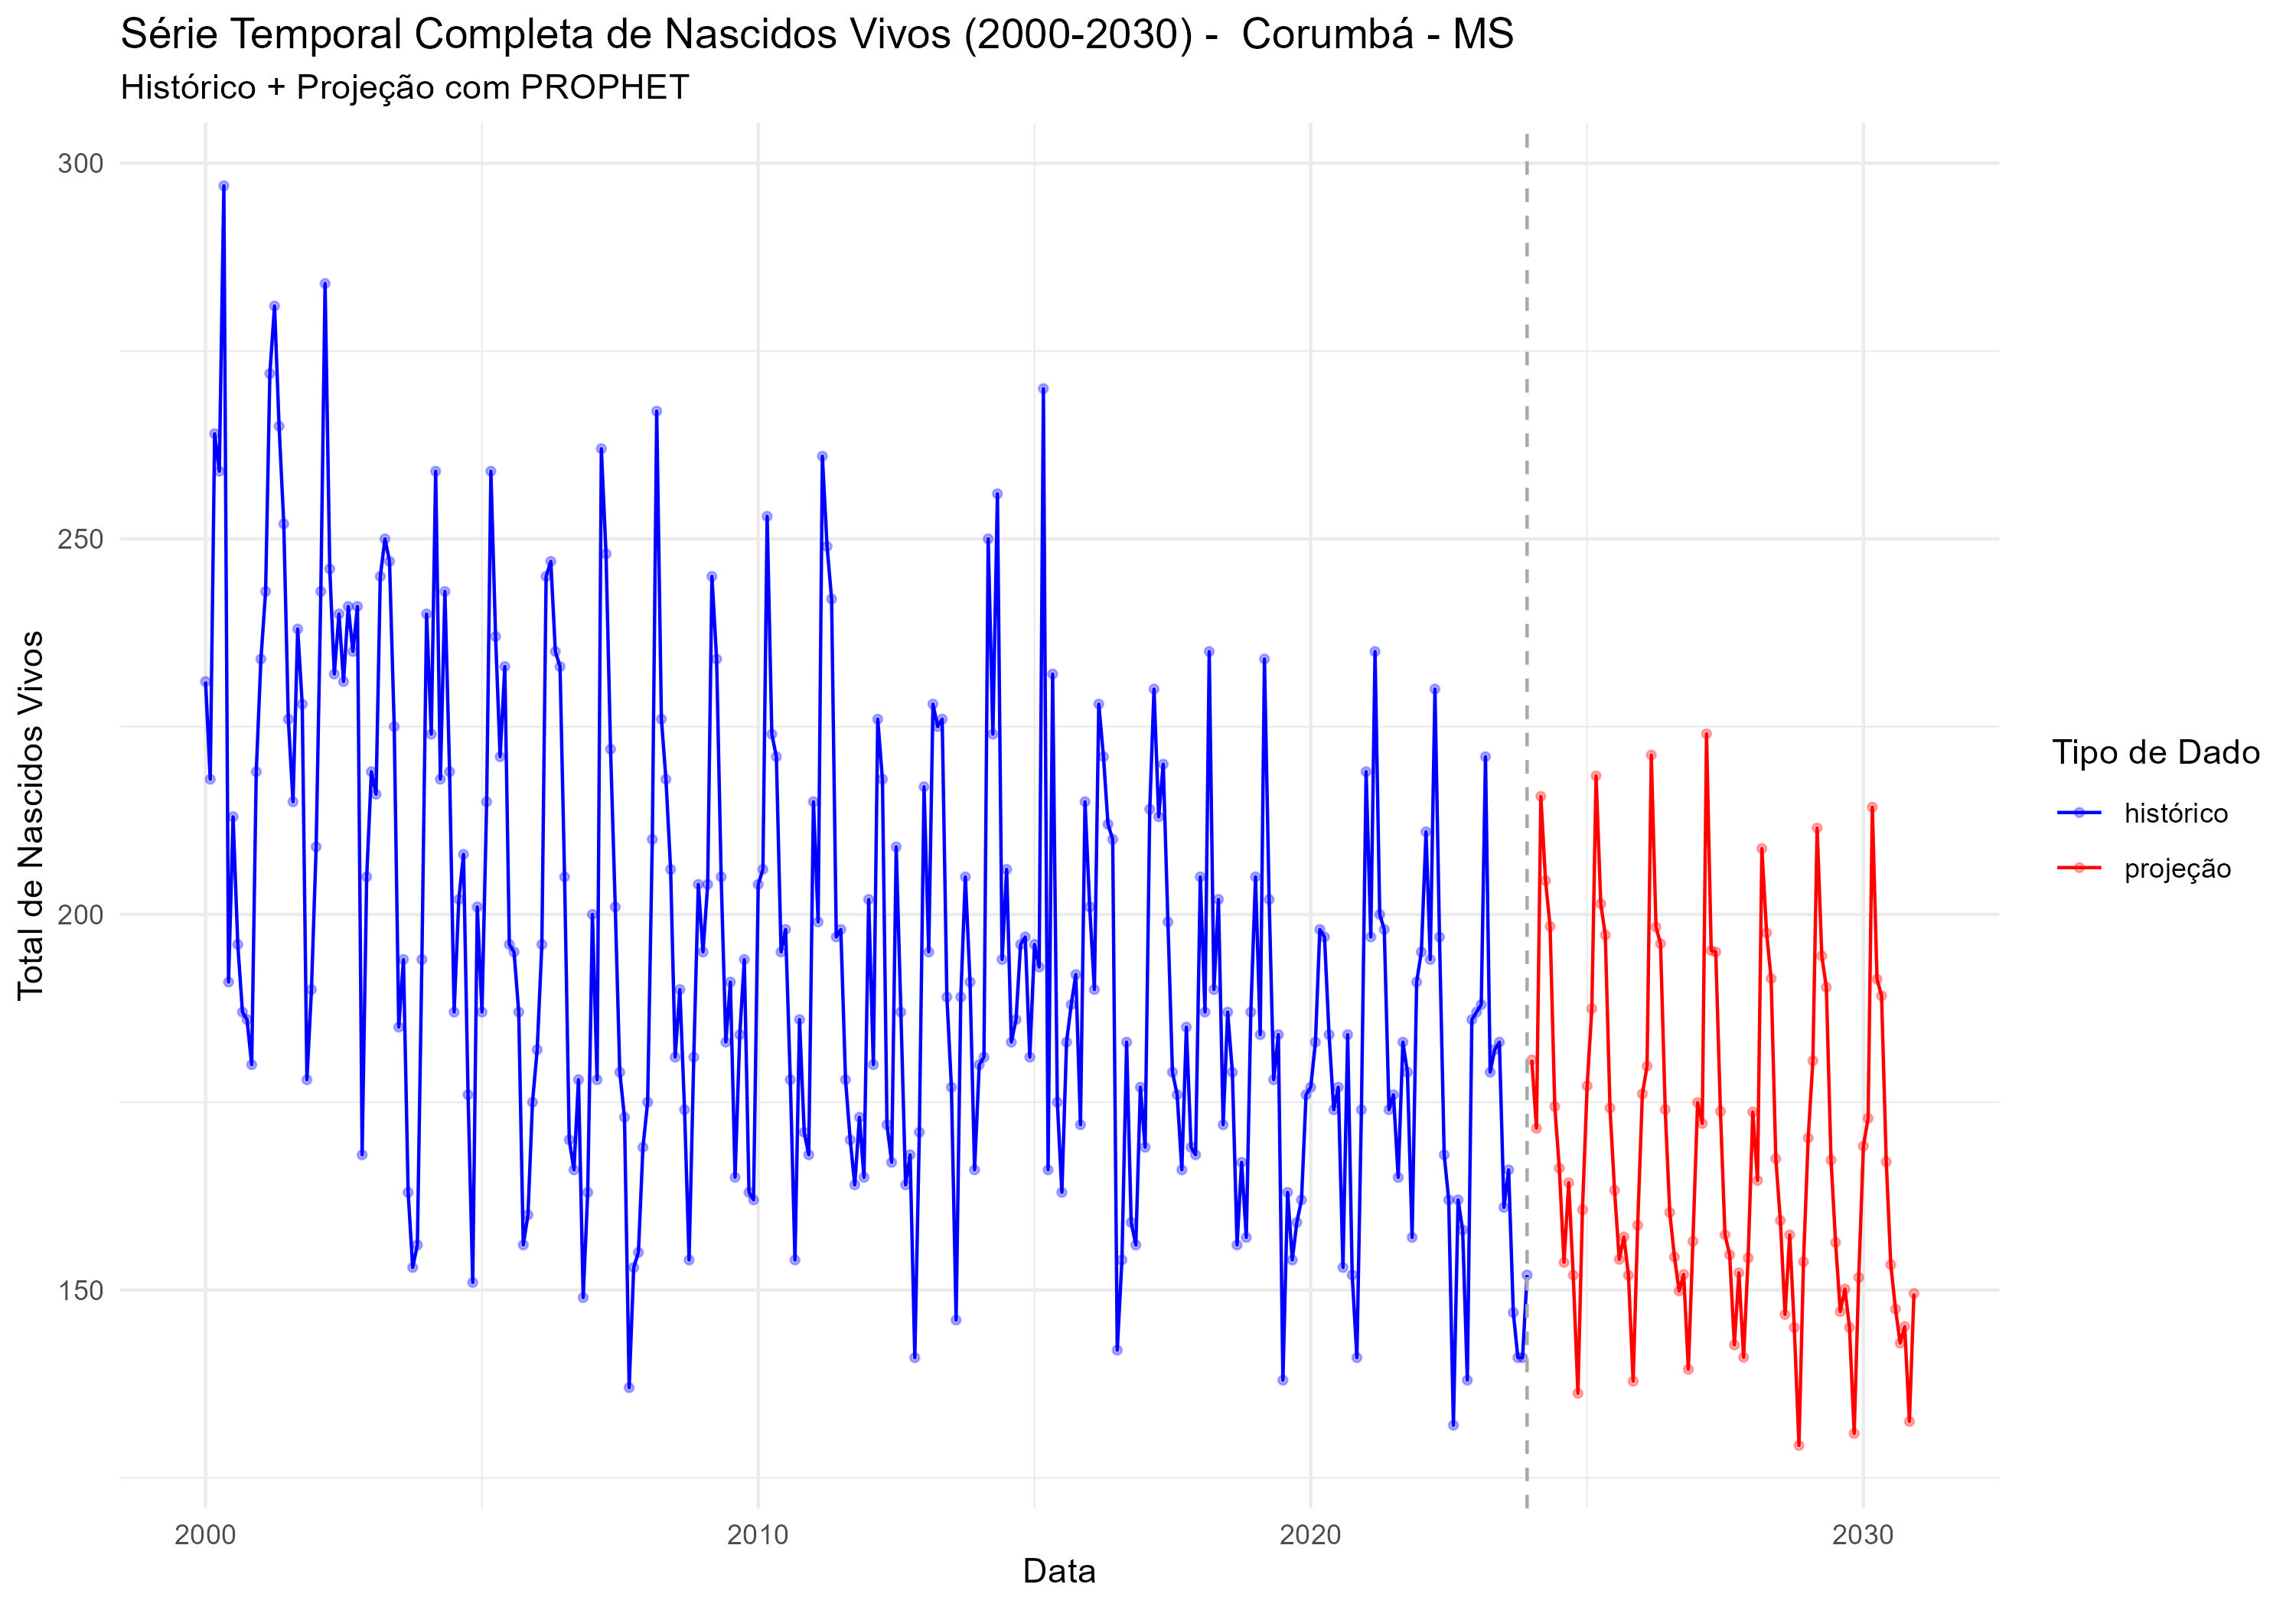 Série Temporal Completa de Nascidos Vivos (2000-2030) -  Corumbá - MS
Histórico + Projeção com PROPHET
Total de Nascidos Vivos
300
250
200
150
2000
2010
2020
2030
Data
Tipo de Dado
histórico
projeção